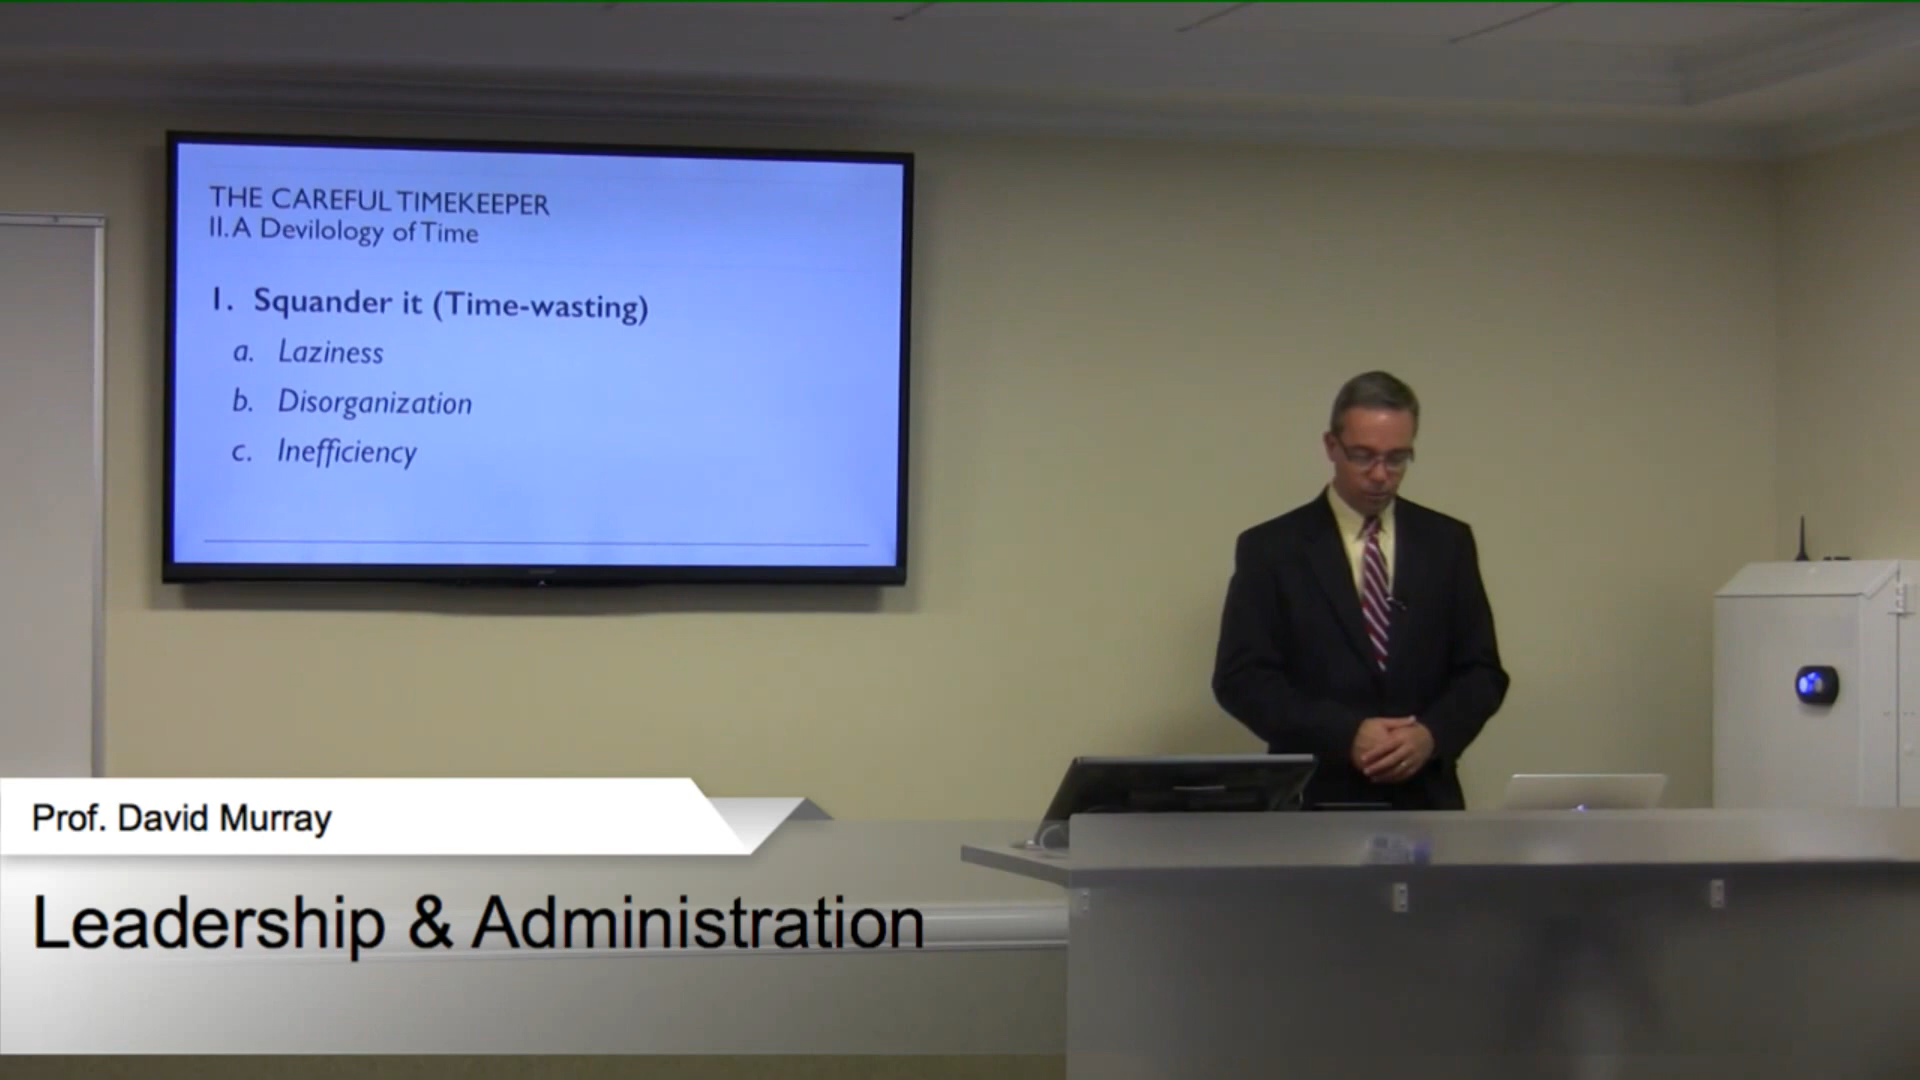 THE CAREFUL TIMEKEEPER
II. A Devilology of Time
1. Squander it (Time-wasting)
a. Laziness
b. Disorganization
c. Inefficiency
Prof. David Murray
Leadership & Administration